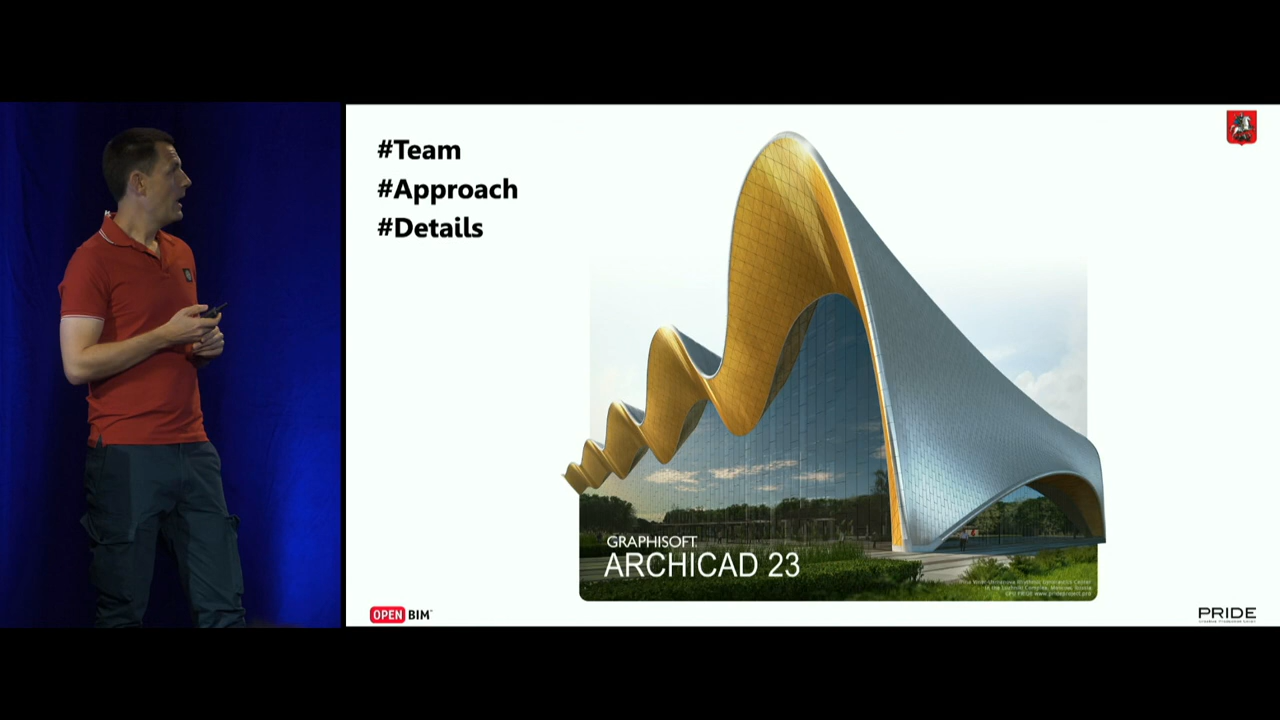 #Team
#Approach
#Details
GRAPHISOFT
ARCHICAD 23
OPEN BIM
PRIDE